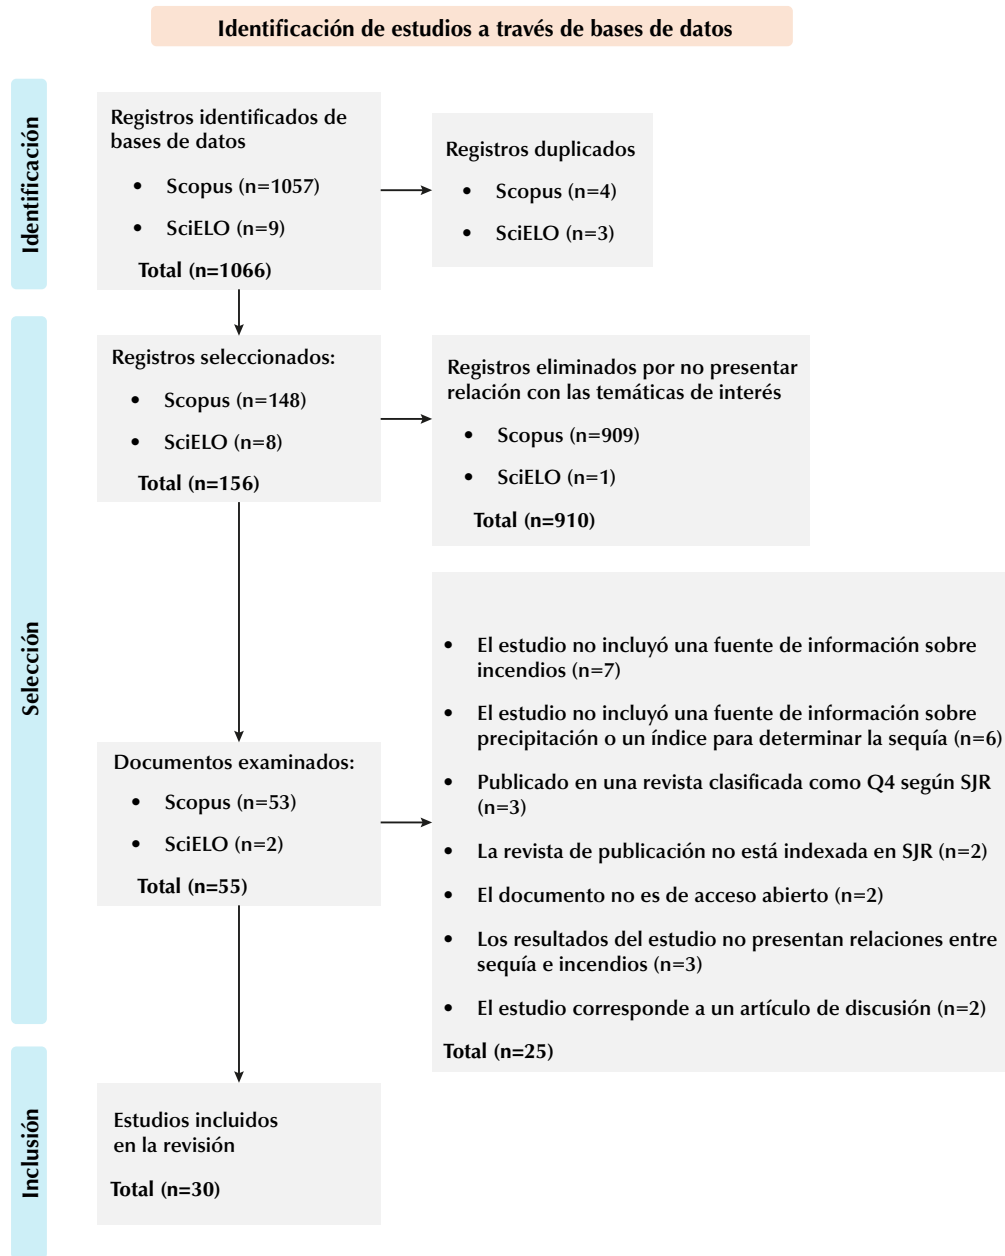 Identificación de estudios a través de bases de datos
Identificación
Registros identificados de
bases de datos
• Scopus (n=1057)
• SciELO (n=9)
Total (n=1066)
Registros duplicados
• Scopus (n=4)
• SciELO (n=3)
Selección
Registros seleccionados:
• Scopus (n=148)
• SciELO (n=8)
Total (n=156)
Registros eliminados por no presentar
relación con las temáticas de interés
• Scopus (n=909)
• SciELO (n=1)
Total (n=910)
Documentos examinados:
• Scopus (n=53)
• SciELO (n=2)
Total (n=55)
• El estudio no incluyó una fuente de información sobre
incendios (n=7)
• El estudio no incluyó una fuente de información sobre
precipitación o un índice para determinar la sequía (n=6)
• Publicado en una revista clasificada como Q4 según SJR
(n=3)
• La revista de publicación no está indexada en SJR (n=2)
• El documento no es de acceso abierto (n=2)
• Los resultados del estudio no presentan relaciones entre
sequía e incendios (n=3)
• El estudio corresponde a un artículo de discusión (n=2)
Total (n=25)
Inclusión
Estudios incluidos
en la revisión
Total (n=30)